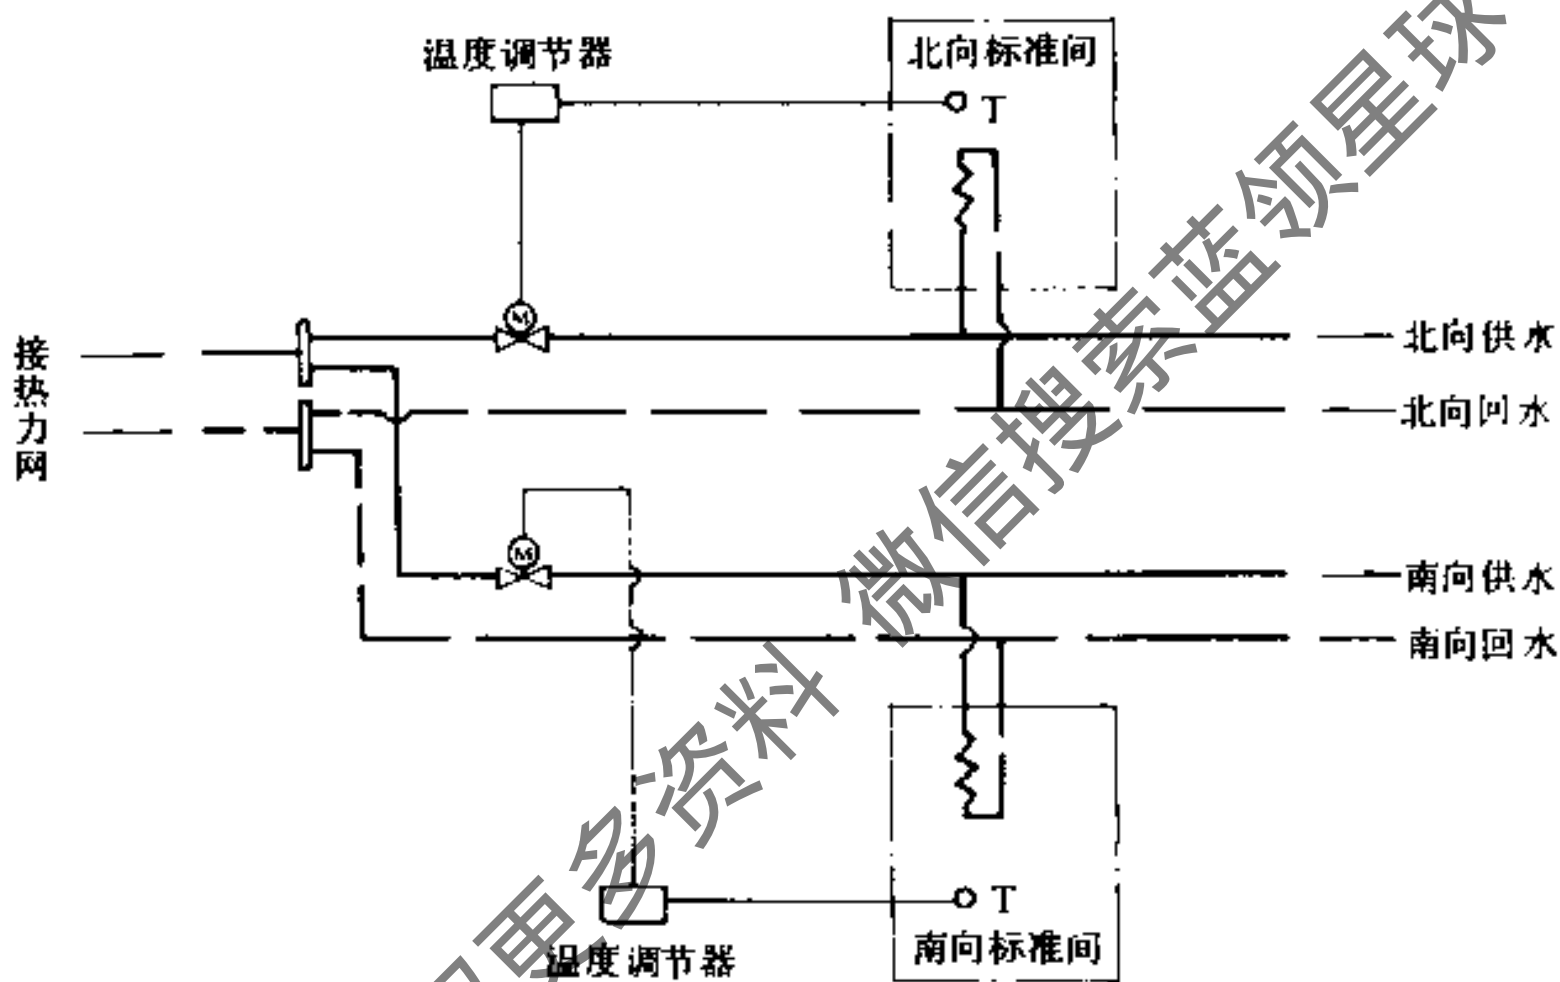 温度调节器
北向标准间
T
M
接热力网
北向供水
北向回水
M
南向供水
南向回水
T
温度调节器
南向标准间
更多资料 微信搜索蓝领星球